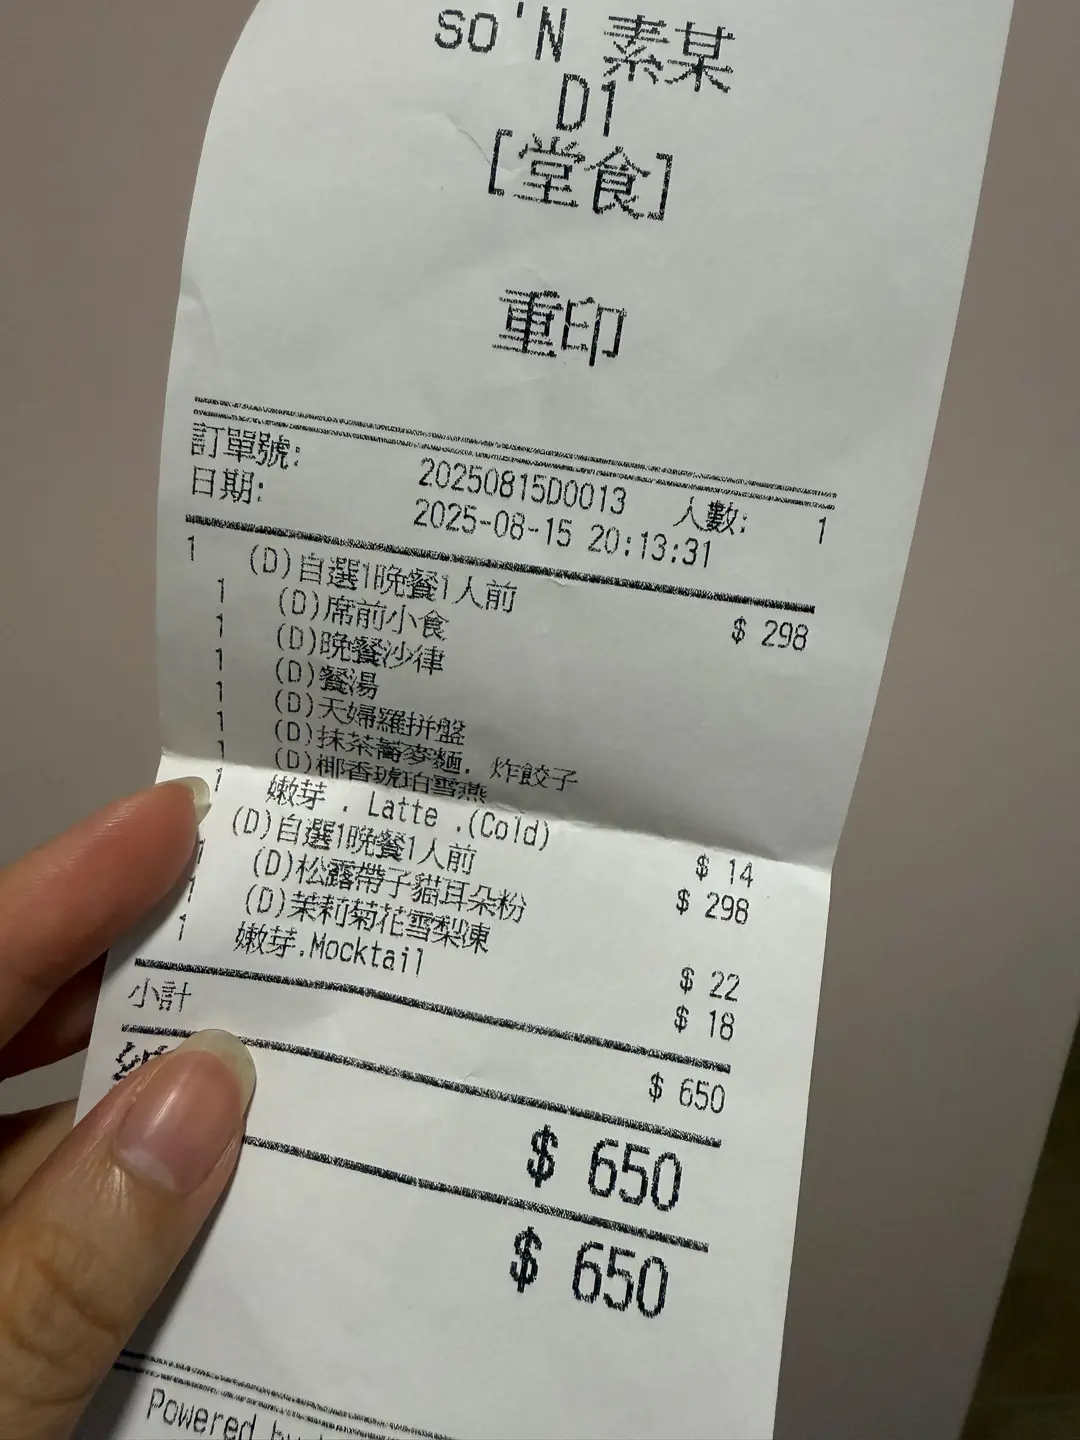 so'N 素某
D1
[堂食]
重印
訂單號: 20250815D0013 人數: 1
日期: 2025-08-15 20:13:31
1 (D)自選1晚餐1人前 $ 298
1 (D)席前小食
1 (D)晚餐沙律
1 (D)餐湯
1 (D)天婦羅拼盤
1 (D)抹茶蕎麥麵. 炸餃子
1 (D)椰香琥珀雪燕
1 嫩芽 . Latte .(Cold) $ 14
(D)自選1晚餐1人前 $ 298
1 (D)松露帶子貓耳朵粉
1 (D)茉莉菊花雪梨凍 $ 22
1 嫩芽.Mocktail $ 18
小計 $ 650
$ 650
$ 650
Powered